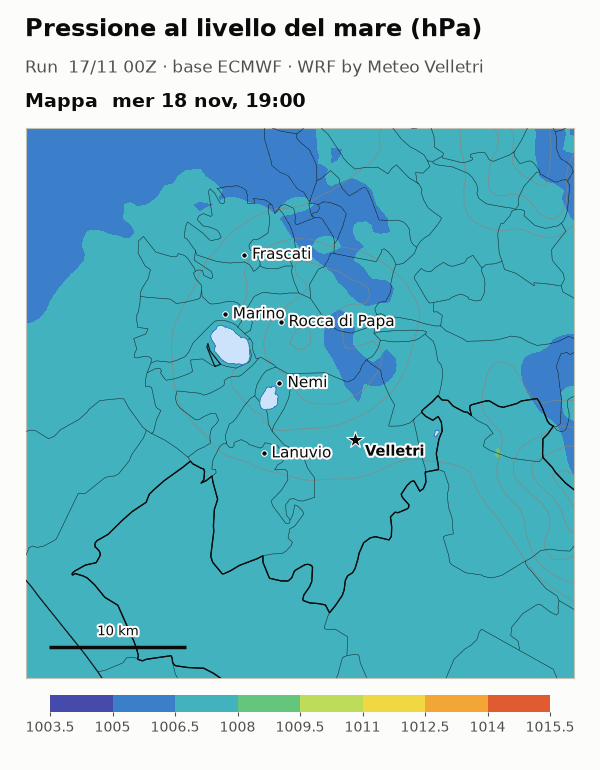 Pressione al livello del mare (hPa)
Run  17/11 00Z · base ECMWF · WRF by Meteo Velletri
Mappa  mer 18 nov, 19:00
Frascati
Marino
Rocca di Papa
Nemi
Velletri
Lanuvio
10 km
1003.5 1005 1006.5 1008 1009.5 1011 1012.5 1014 1015.5